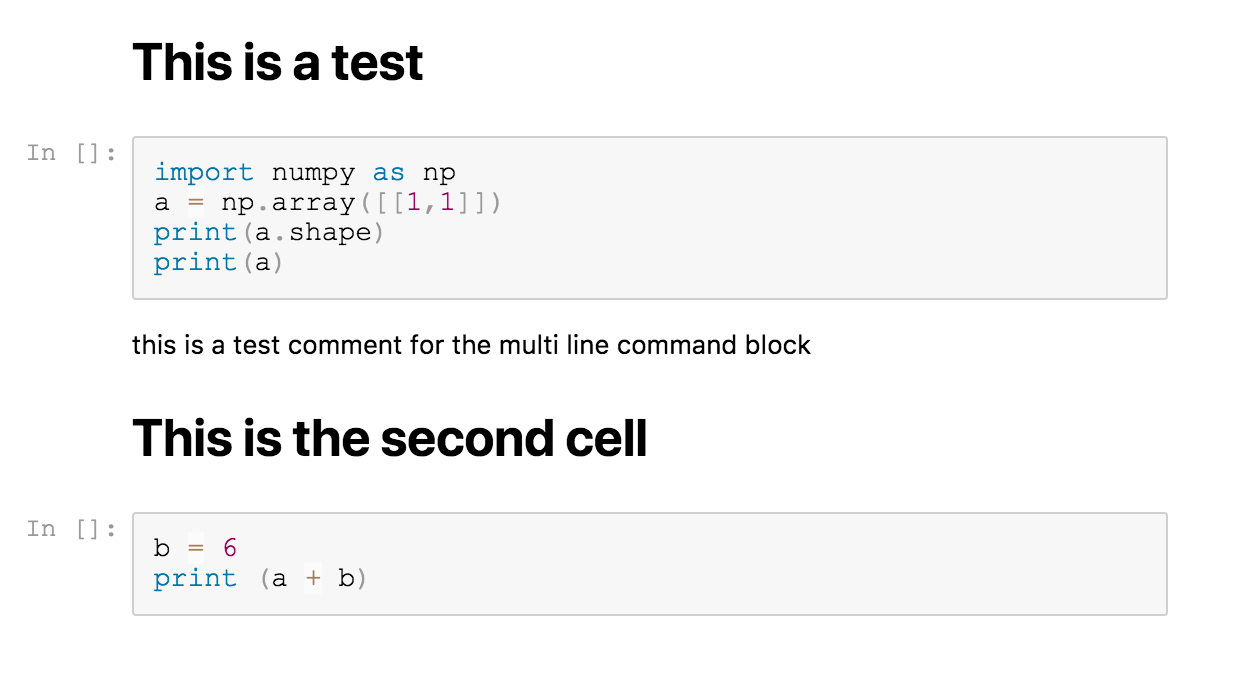 This is a test
In []:
import numpy as np
a = np.array([[1,1]])
print(a.shape)
print(a)
this is a test comment for the multi line command block
This is the second cell
In []:
b = 6
print (a + b)